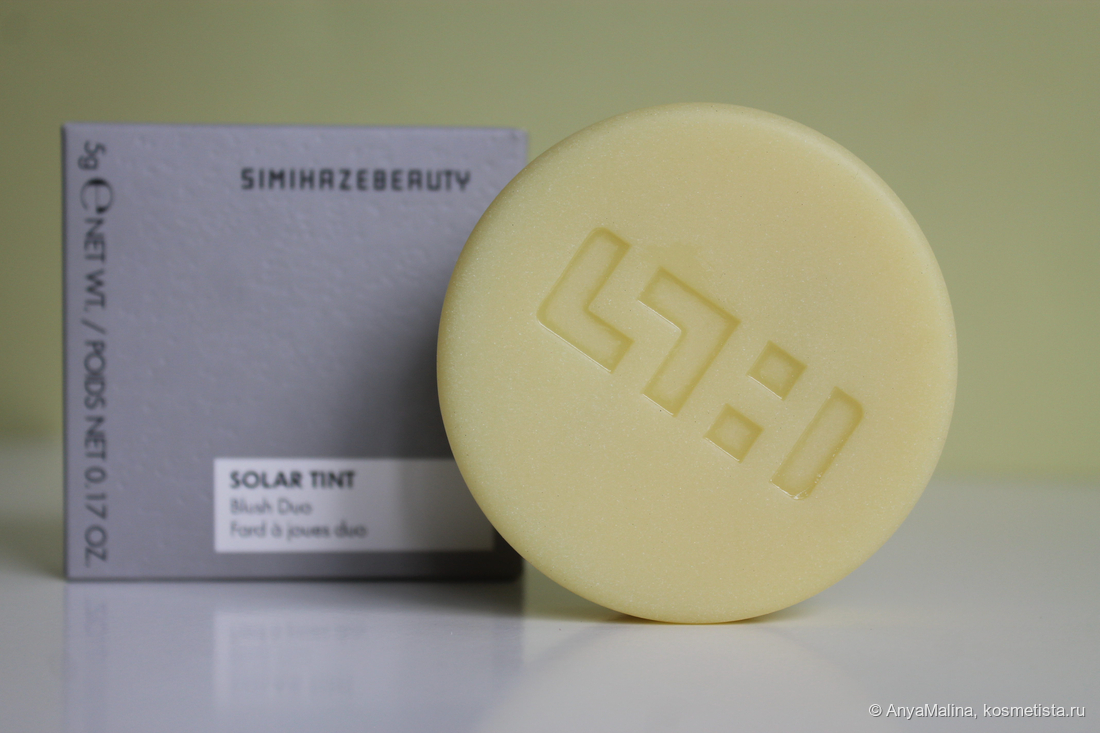 SIMIHAZEBEAUTY
5g ℮ NET WT. / POIDS NET 0.17 OZ.
SOLAR TINT
Blush Duo
Fard à joues duo
© AnyaMalina, kosmetista.ru